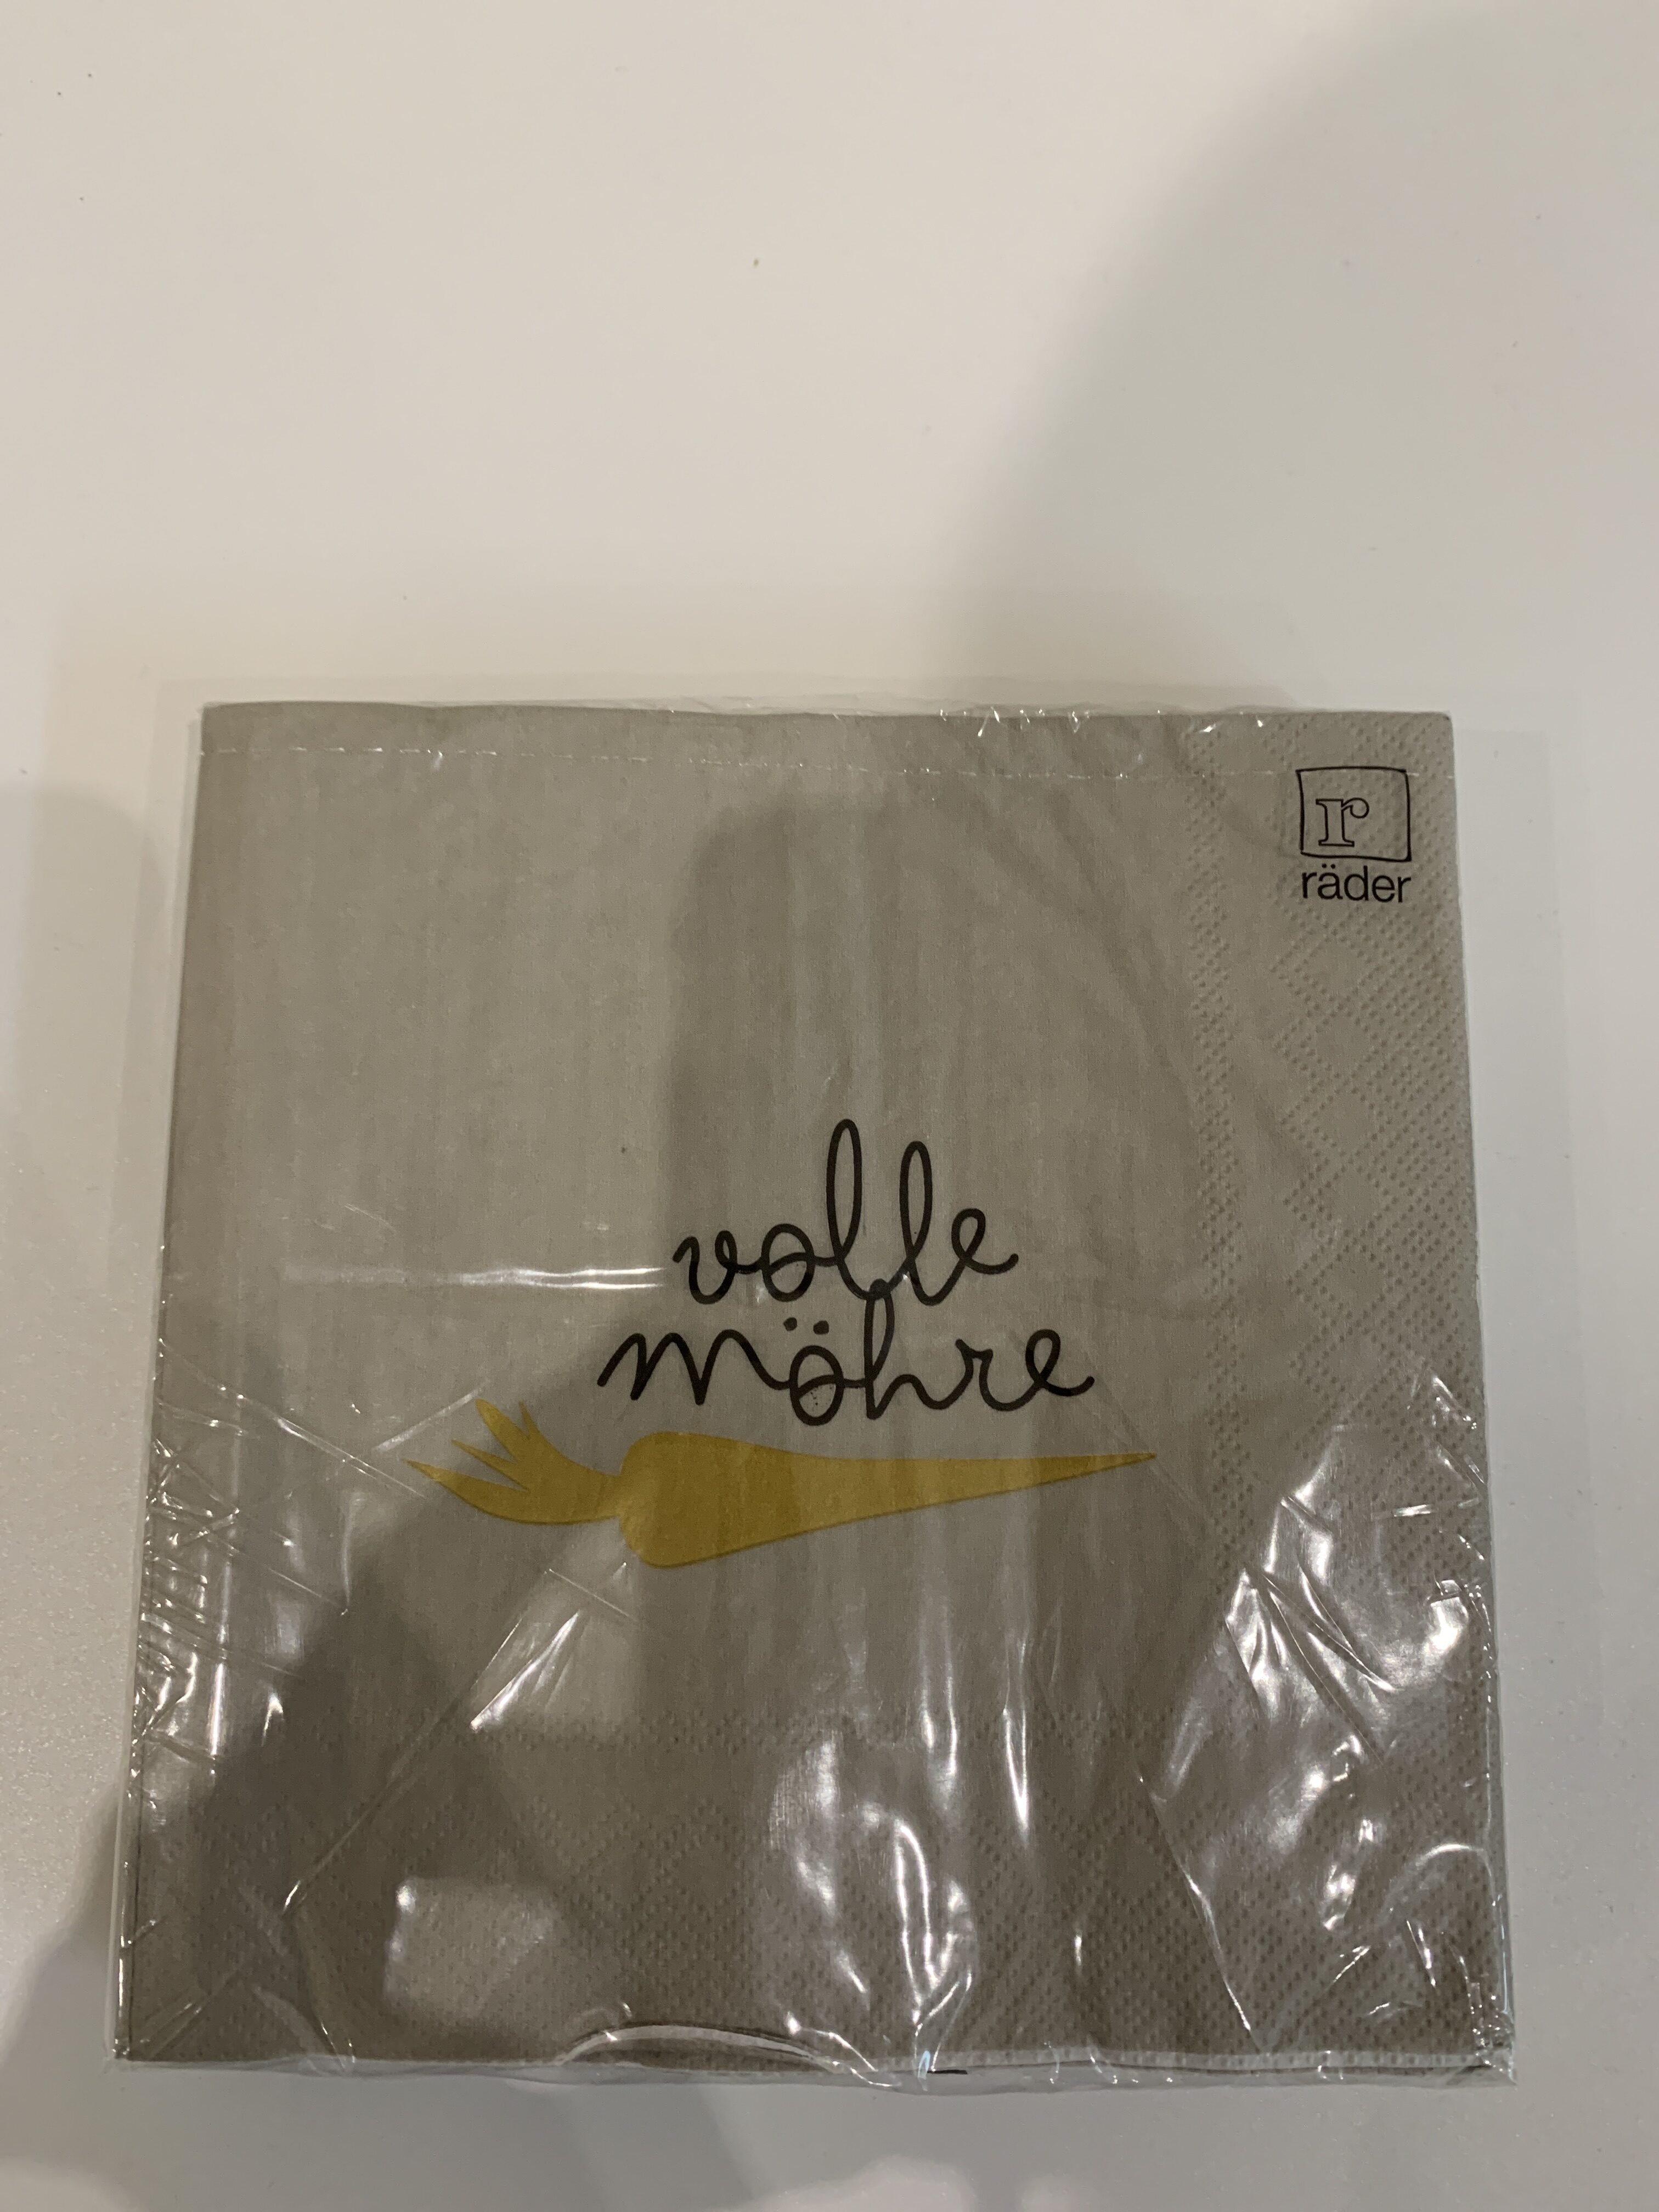 r
räder
volle
möhre